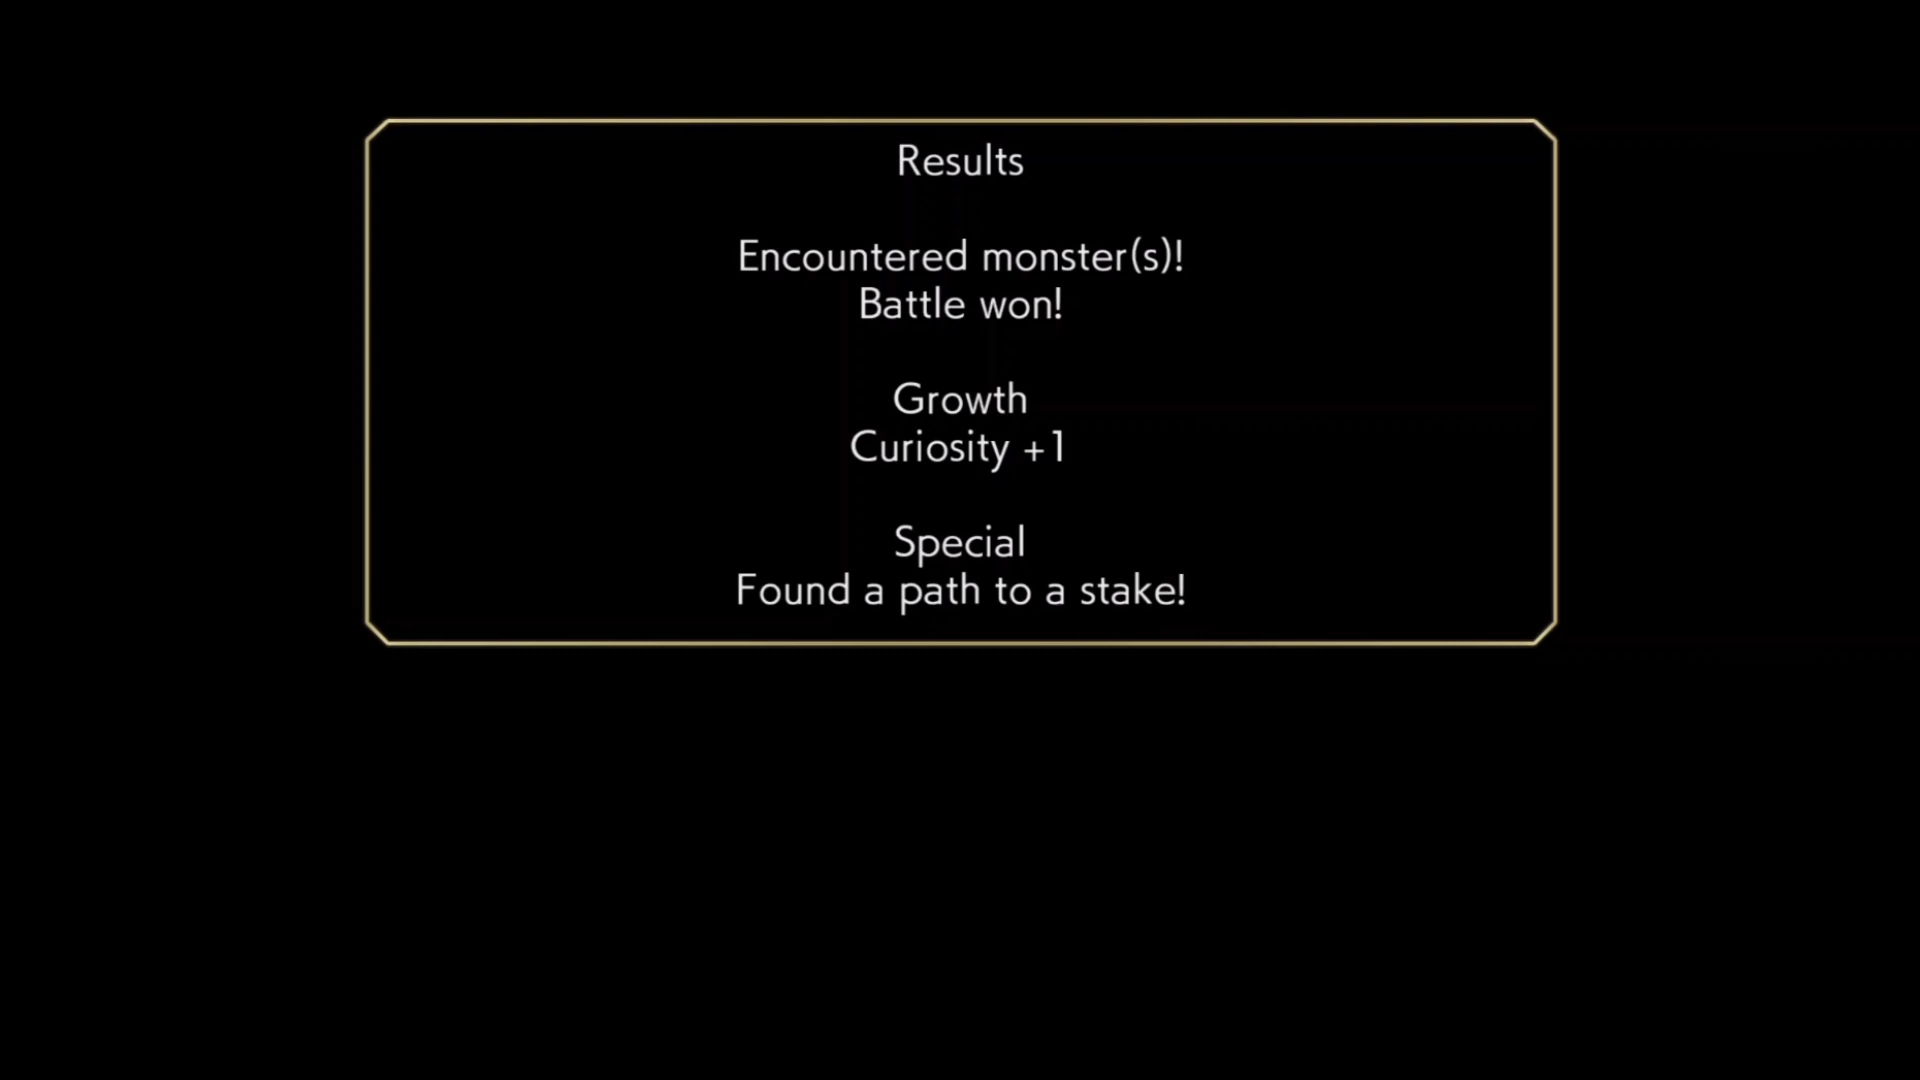 Results
Encountered monster(s)!
Battle won!
Growth
Curiosity +1
Special
Found a path to a stake!